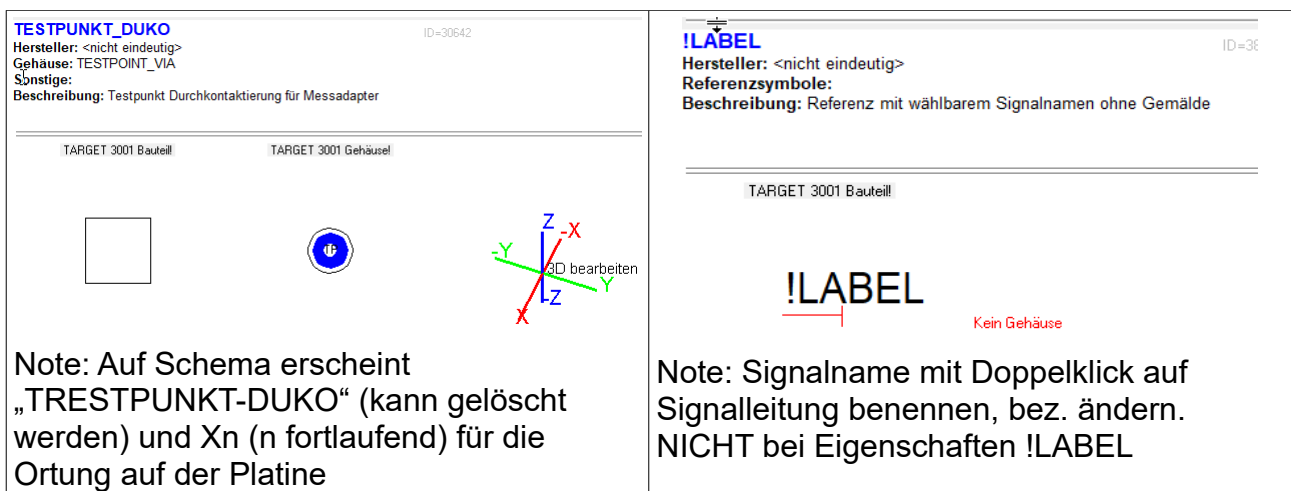 TESTPUNKT_DUKO
ID=30642
Hersteller: <nicht eindeutig>
Gehäuse: TESTPOINT_VIA
Sonstige:
Beschreibung: Testpunkt Durchkontaktierung für Messadapter
TARGET 3001 Bauteil!
TARGET 3001 Gehäuse!
TP
Z
-X
-Y
3D bearbeiten
Y
-Z
X
Note: Auf Schema erscheint
„TRESTPUNKT-DUKO“ (kann gelöscht
werden) und Xn (n fortlaufend) für die
Ortung auf der Platine
!LABEL
ID=38
Hersteller: <nicht eindeutig>
Referenzsymbole:
Beschreibung: Referenz mit wählbarem Signalnamen ohne Gemälde
TARGET 3001 Bauteil!
!LABEL
Kein Gehäuse
Note: Signalname mit Doppelklick auf
Signalleitung benennen, bez. ändern.
NICHT bei Eigenschaften !LABEL